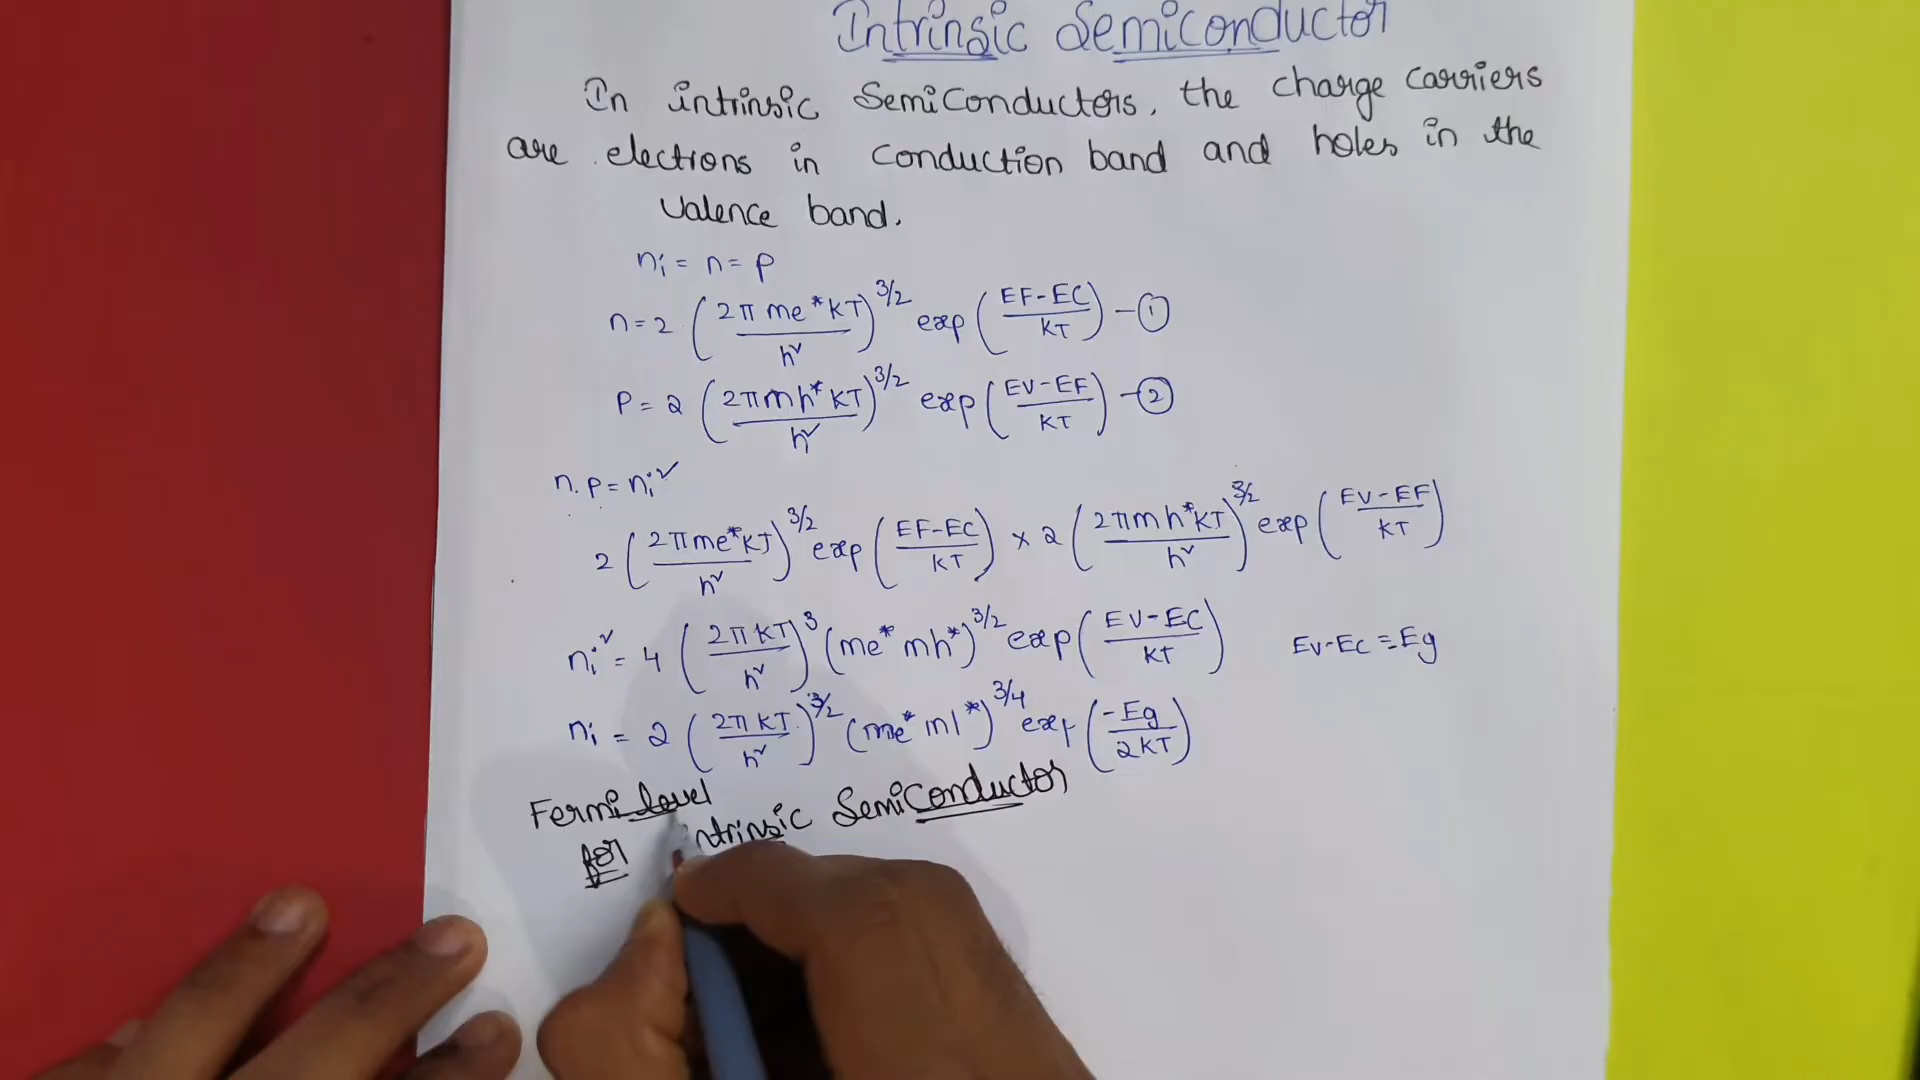 Intrinsic Semiconductor
In intrinsic Semiconductors, the charge carriers
are electrons in conduction band and holes in the
Valence band.
ni = n = p
n = 2 (2π me* KT / h²)^3/2 exp (EF-EC / KT) - ①
P = 2 (2π mh* KT / h²)^3/2 exp (EV-EF / KT) - ②
n. p = ni²
2 (2π me* KT / h²)^3/2 exp (EF-EC / KT) × 2 (2π mh* KT / h²)^3/2 exp (EV-EF / KT)
ni² = 4 (2π KT / h²)^3 (me* mh*)^3/2 exp (EV-EC / KT) EV-EC = Eg
ni = 2 (2π KT / h²)^3/2 (me* ml*)^3/4 exp (-Eg / 2KT)
Fermi level
for intrinsic Semiconductor